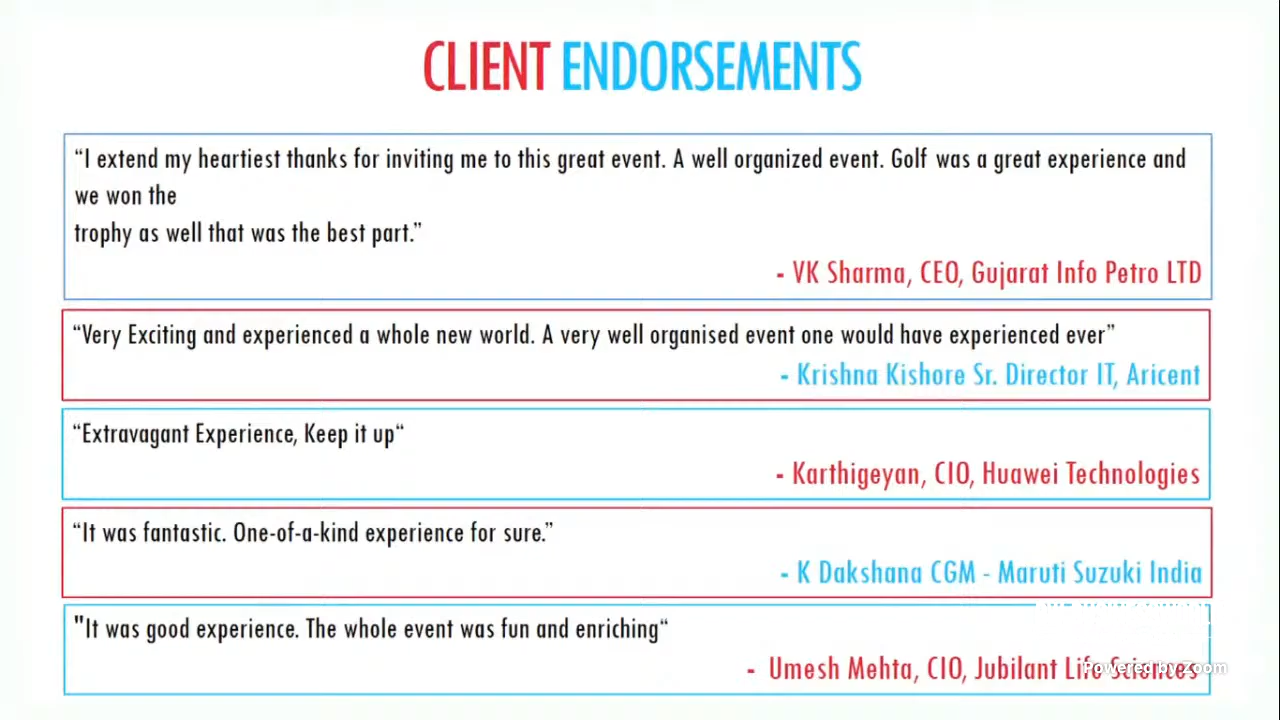 CLIENT ENDORSEMENTS
“I extend my heartiest thanks for inviting me to this great event. A well organized event. Golf was a great experience and
we won the
trophy as well that was the best part.”
- VK Sharma, CEO, Gujarat Info Petro LTD
“Very Exciting and experienced a whole new world. A very well organised event one would have experienced ever”
- Krishna Kishore Sr. Director IT, Aricent
“Extravagant Experience, Keep it up“
- Karthigeyan, CIO, Huawei Technologies
“It was fantastic. One-of-a-kind experience for sure.”
- K Dakshana CGM - Maruti Suzuki India
"It was good experience. The whole event was fun and enriching“
- Umesh Mehta, CIO, Jubilant Life Sciences
Powered by Zoom